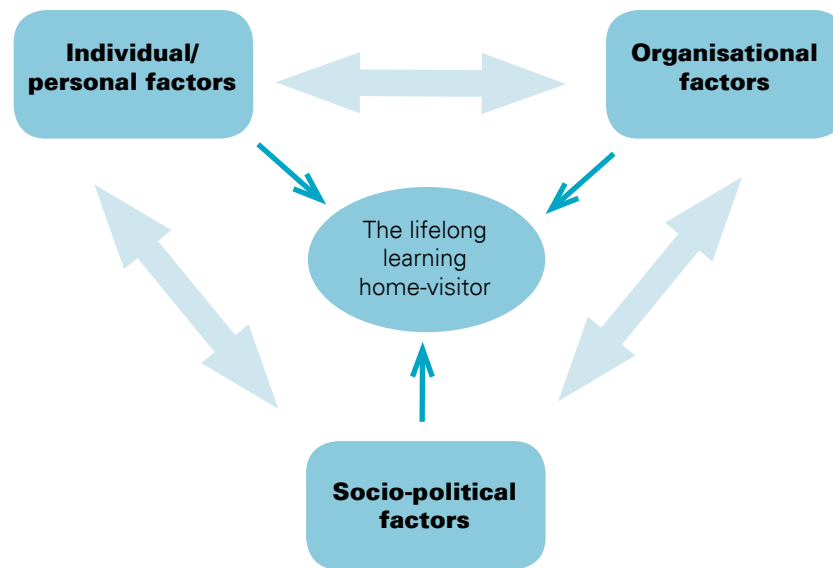 Individual/
personal factors
Organisational
factors
The lifelong
learning
home-visitor
Socio-political
factors